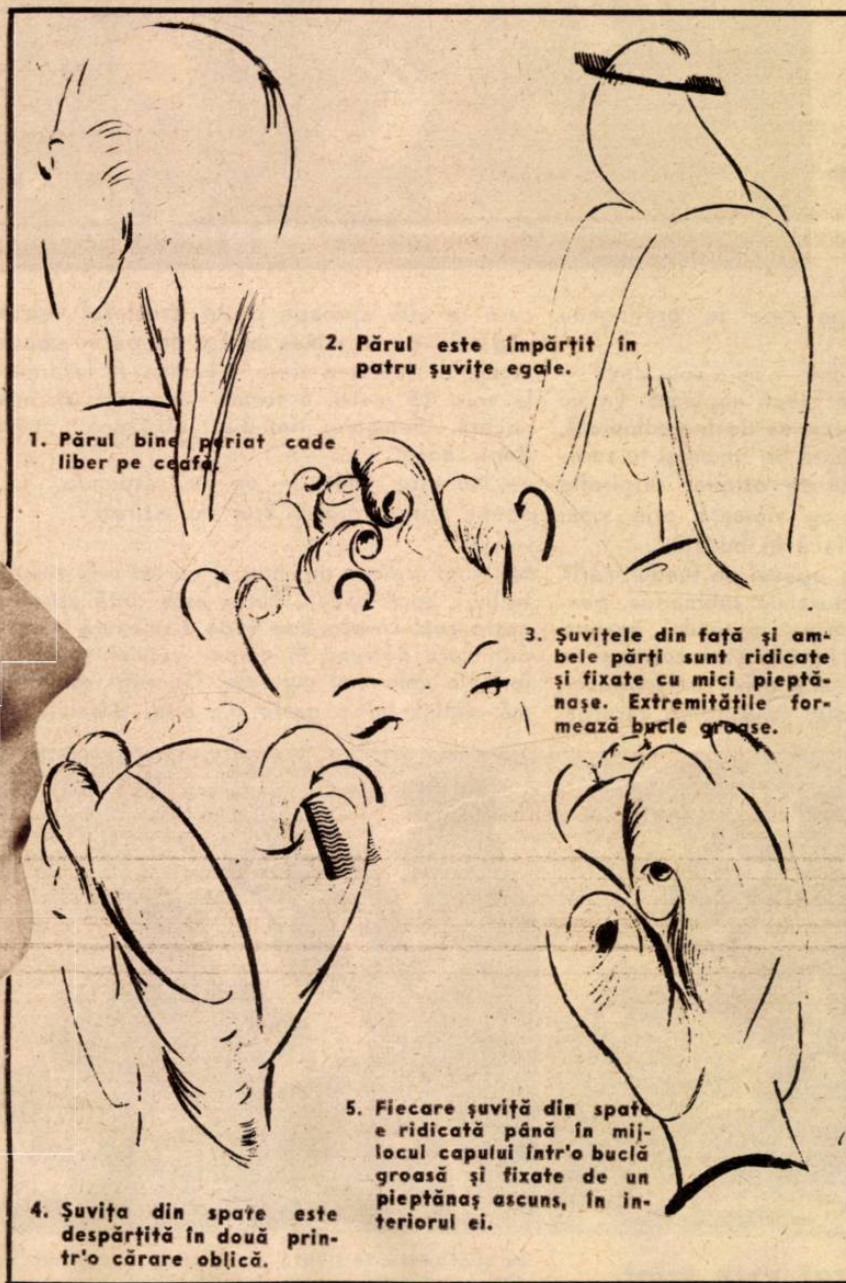 1. Părul bine periat cade
liber pe ceafă.
2. Părul este împărțit în
patru șuvițe egale.
3. Șuvițele din față și am-
bele părți sunt ridicate
și fixate cu mici pieptă-
nașe. Extremitățile for-
mează bucle groase.
4. Șuvița din spate este
despărțită în două prin-
tr'o cărare oblică.
5. Fiecare șuviță din spate
e ridicată până în mij-
locul capului într'o buclă
groasă și fixate de un
pieptănaș ascuns, în in-
teriorul ei.